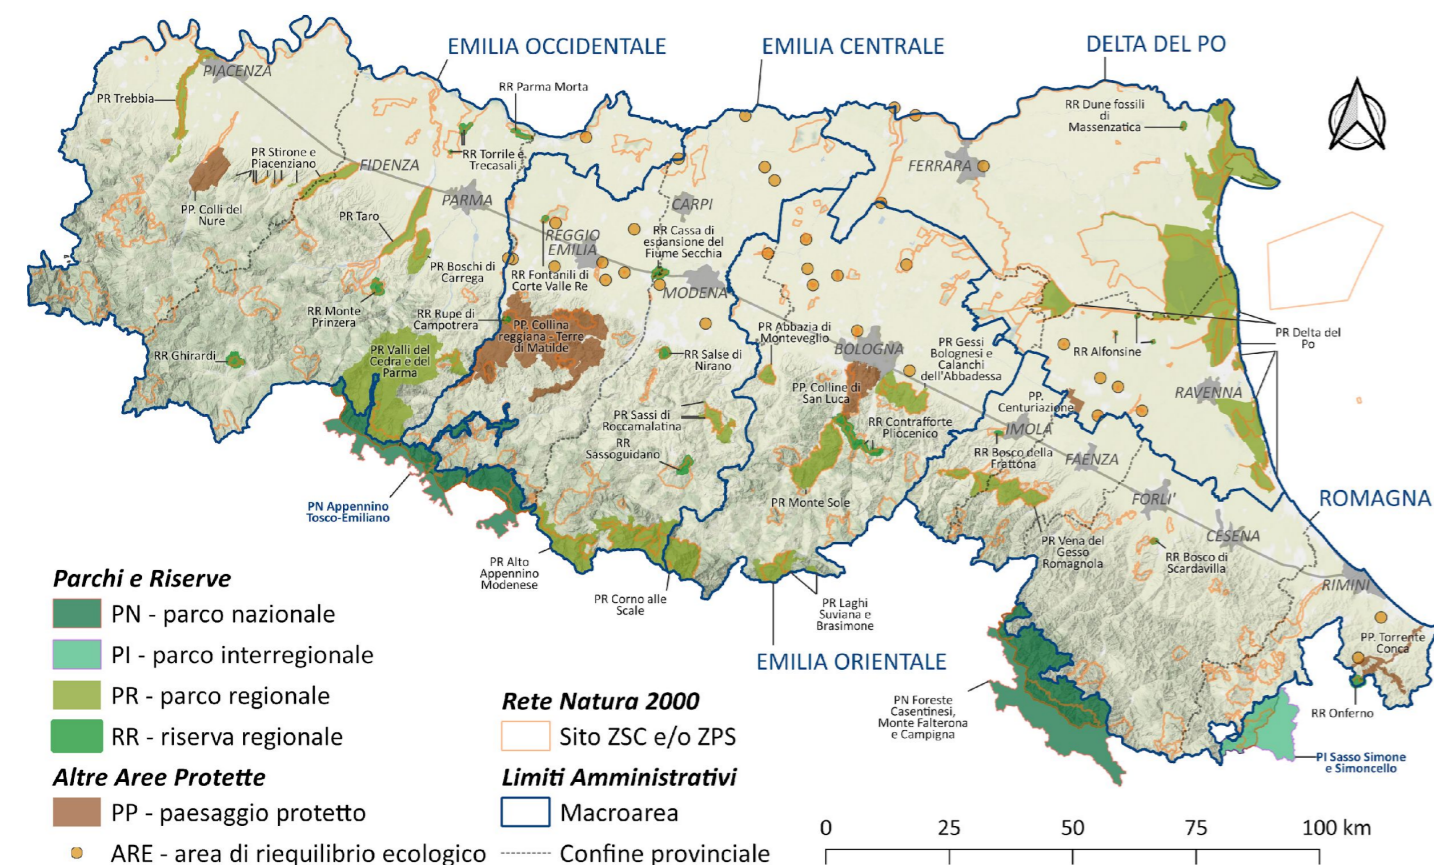 EMILIA OCCIDENTALE
EMILIA CENTRALE
DELTA DEL PO
PIACENZA
PR Trebbia
RR Parma Morta
RR Dune fossili
di
Massenzatica
PR Stirone e
Piacenziano
FIDENZA
RR Torrile e
Trecasali
FERRARA
PP. Colli del
Nure
PARMA
CARPI
PR Taro
REGGIO
EMILIA
RR Cassa di
espansione del
Fiume Secchia
PR Boschi di
Carrega
RR Fontanili di
Corte Valle Re
MODENA
RR Monte
Prinzera
RR Rupe di
Campotrera
PP. Collina
reggiana - Terre
di Matilde
PR Abbazia di
Monteveglio
BOLOGNA
PR Gessi
Bolognesi e
Calanchi
dell'Abbadessa
RR Alfonsine
PR Delta del
Po
RR Ghirardi
PR Valli del
Cedra e del
Parma
RR Salse di
Nirano
PP. Colline di
San Luca
PP.
Centuriazione
RAVENNA
PR Sassi di
Roccamalatina
RR Contrafforte
Pliocenico
IMOLA
RR
Sassoguidano
RR Bosco della
Frattona
FAENZA
PN Appennino
Tosco-Emiliano
PR Monte Sole
FORLI'
ROMAGNA
PR Alto
Appennino
Modenese
PR Vena del
Gesso
Romagnola
RR Bosco di
Scardavilla
CESENA
RIMINI
PR Corno alle
Scale
PR Laghi
Suviana e
Brasimone
EMILIA ORIENTALE
PP. Torrente
Conca
PN Foreste
Casentinesi,
Monte Falterona
e Campigna
RR Onferno
PI Sasso Simone
e Simoncello
Parchi e Riserve
PN - parco nazionale
PI - parco interregionale
PR - parco regionale
RR - riserva regionale
Altre Aree Protette
PP - paesaggio protetto
ARE - area di riequilibrio ecologico
Rete Natura 2000
Sito ZSC e/o ZPS
Limiti Amministrativi
Macroarea
Confine provinciale
0 25 50 75 100 km